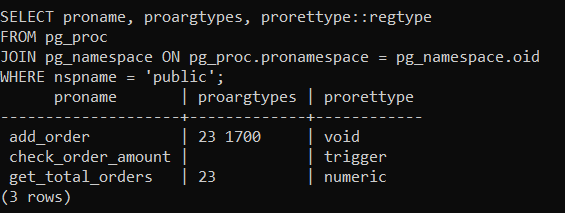 SELECT proname, proargtypes, prorettype::regtype
FROM pg_proc
JOIN pg_namespace ON pg_proc.pronamespace = pg_namespace.oid
WHERE nspname = 'public';
      proname       | proargtypes | prorettype
--------------------+-------------+------------
 add_order          | 23 1700     | void
 check_order_amount |             | trigger
 get_total_orders   | 23          | numeric
(3 rows)